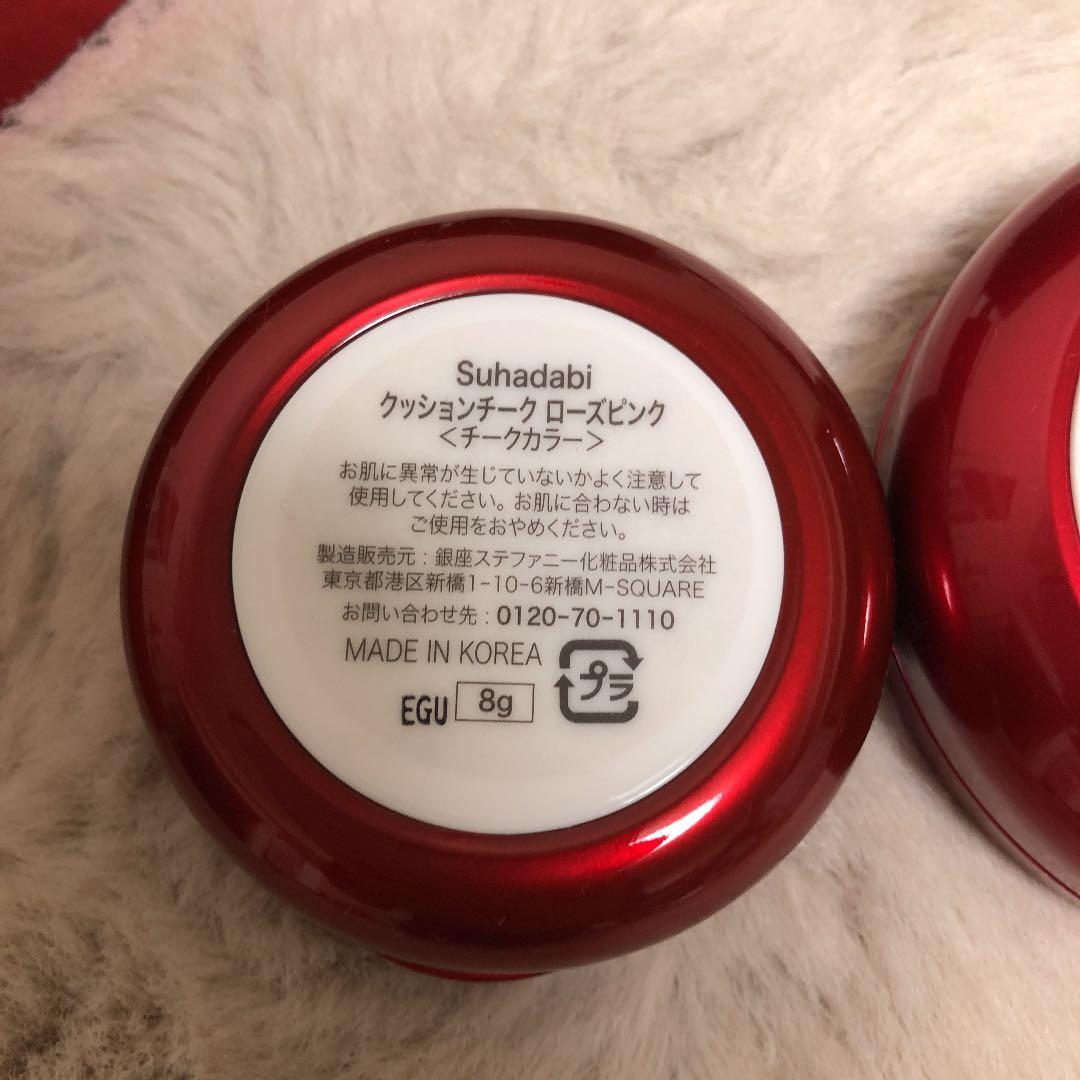 Suhadabi
クッションチーク ローズピンク
＜チークカラー＞
お肌に異常が生じていないかよく注意して
使用してください。お肌に合わない時は
ご使用をおやめください。
製造販売元：銀座ステファニー化粧品株式会社
東京都港区新橋1-10-6新橋M-SQUARE
お問い合わせ先：0120-70-1110
MADE IN KOREA
プラ
EGU 8g